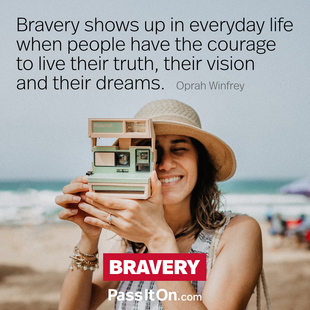 Bravery shows up in everyday life
when people have the courage
to live their truth, their vision
and their dreams. Oprah Winfrey
BRAVERY
PassItOn.com